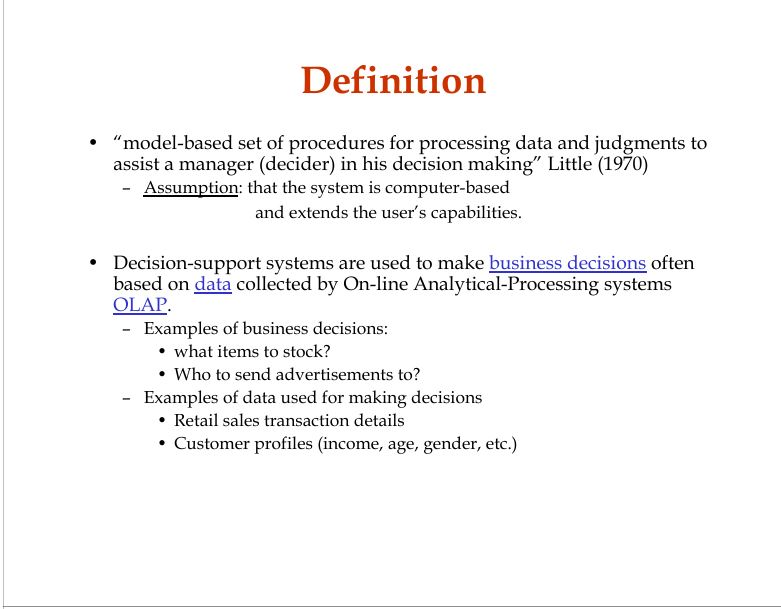 Definition
• “model-based set of procedures for processing data and judgments to
assist a manager (decider) in his decision making” Little (1970)
– Assumption: that the system is computer-based
and extends the user’s capabilities.
• Decision-support systems are used to make business decisions often
based on data collected by On-line Analytical-Processing systems
OLAP.
– Examples of business decisions:
• what items to stock?
• Who to send advertisements to?
– Examples of data used for making decisions
• Retail sales transaction details
• Customer profiles (income, age, gender, etc.)